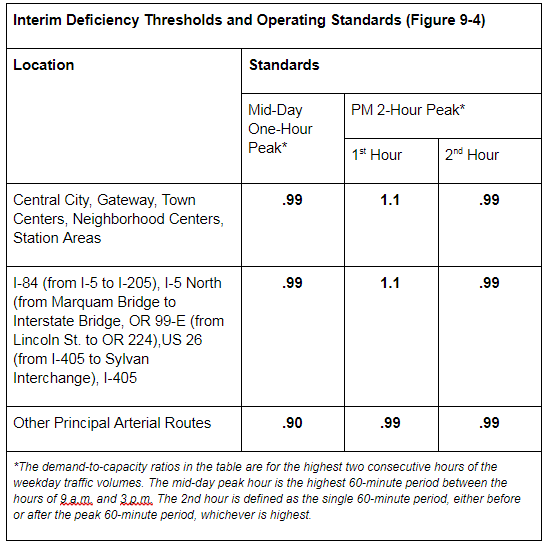 Interim Deficiency Thresholds and Operating Standards (Figure 9-4)
Location
Standards
Mid-Day
One-Hour
Peak*
PM 2-Hour Peak*
1st Hour
2nd Hour
Central City, Gateway, Town
Centers, Neighborhood Centers,
Station Areas
.99
1.1
.99
I-84 (from I-5 to I-205), I-5 North
(from Marquam Bridge to
Interstate Bridge, OR 99-E (from
Lincoln St. to OR 224),US 26
(from I-405 to Sylvan
Interchange), I-405
.99
1.1
.99
Other Principal Arterial Routes
.90
.99
.99
*The demand-to-capacity ratios in the table are for the highest two consecutive hours of the
weekday traffic volumes. The mid-day peak hour is the highest 60-minute period between the
hours of 9 a.m. and 3 p.m. The 2nd hour is defined as the single 60-minute period, either before
or after the peak 60-minute period, whichever is highest.